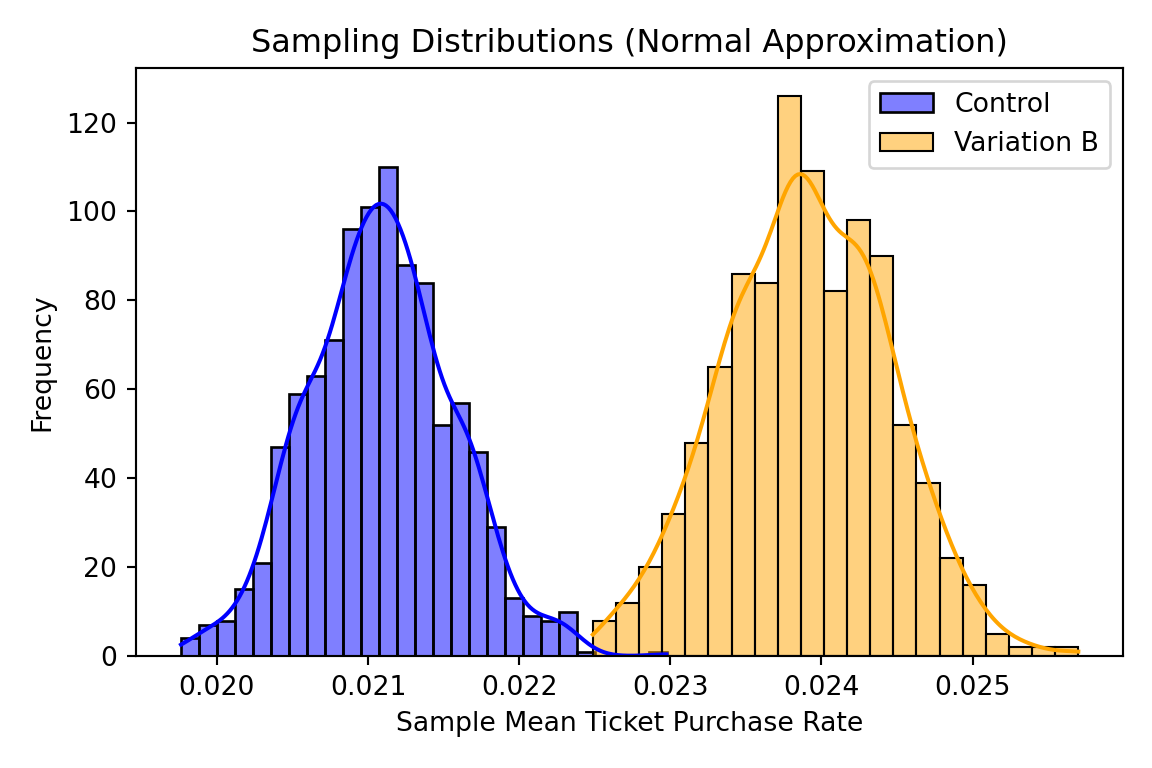 Sampling Distributions (Normal Approximation)
Control
Variation B
Frequency
120
100
80
60
40
20
0
0.020 0.021 0.022 0.023 0.024 0.025
Sample Mean Ticket Purchase Rate